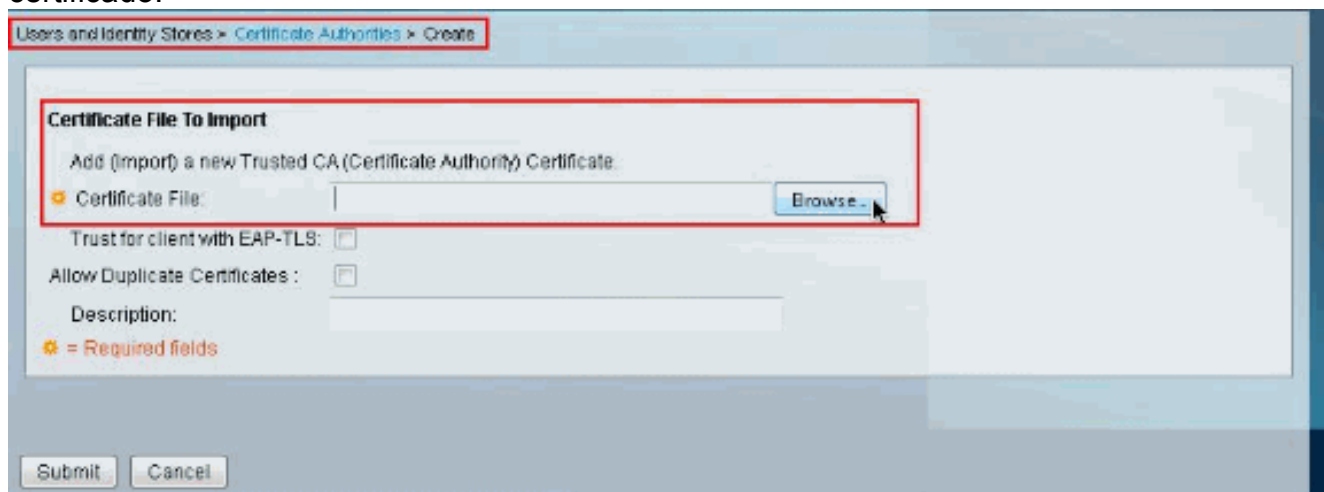 certificado.
Users and Identity Stores > Certificate Authorities > Create
Certificate File To Import
Add (Import) a new Trusted CA (Certificate Authority) Certificate.
Certificate File:
Browse...
Trust for client with EAP-TLS:
Allow Duplicate Certificates :
Description:
= Required fields
Submit Cancel